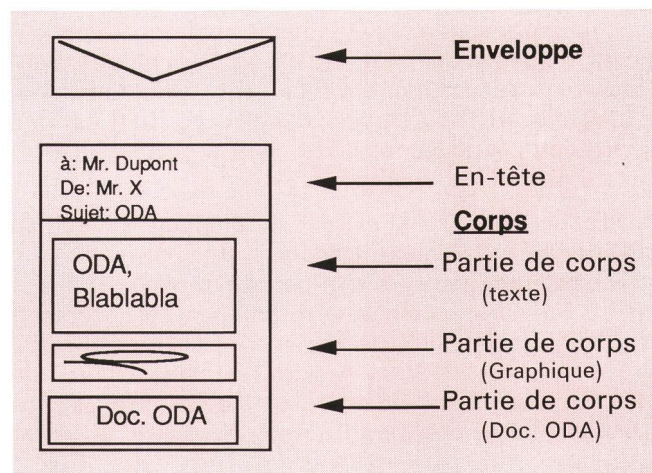 Enveloppe
à: Mr. Dupont
De: Mr. X
Sujet: ODA
En-tête
Corps
ODA,
Blablabla
Partie de corps
(texte)
Partie de corps
(Graphique)
Doc. ODA
Partie de corps
(Doc. ODA)